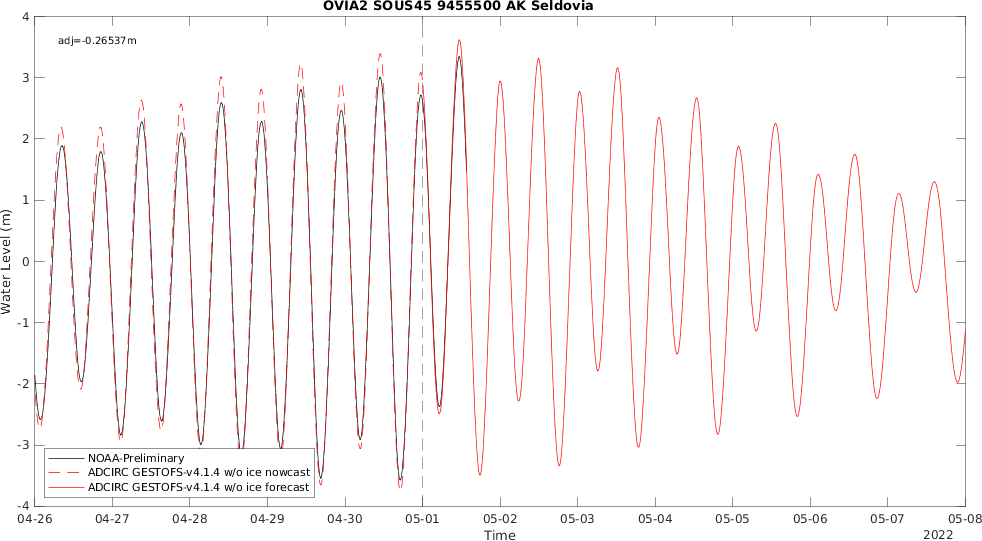 OVIA2 SOUS45 9455500 AK Seldovia
adj=-0.26537m
4
3
2
1
0
-1
-2
-3
-4
Water Level (m)
NOAA-Preliminary
ADCIRC GESTOFS-v4.1.4 w/o ice nowcast
ADCIRC GESTOFS-v4.1.4 w/o ice forecast
04-26 04-27 04-28 04-29 04-30 05-01 05-02 05-03 05-04 05-05 05-06 05-07 05-08
Time
2022